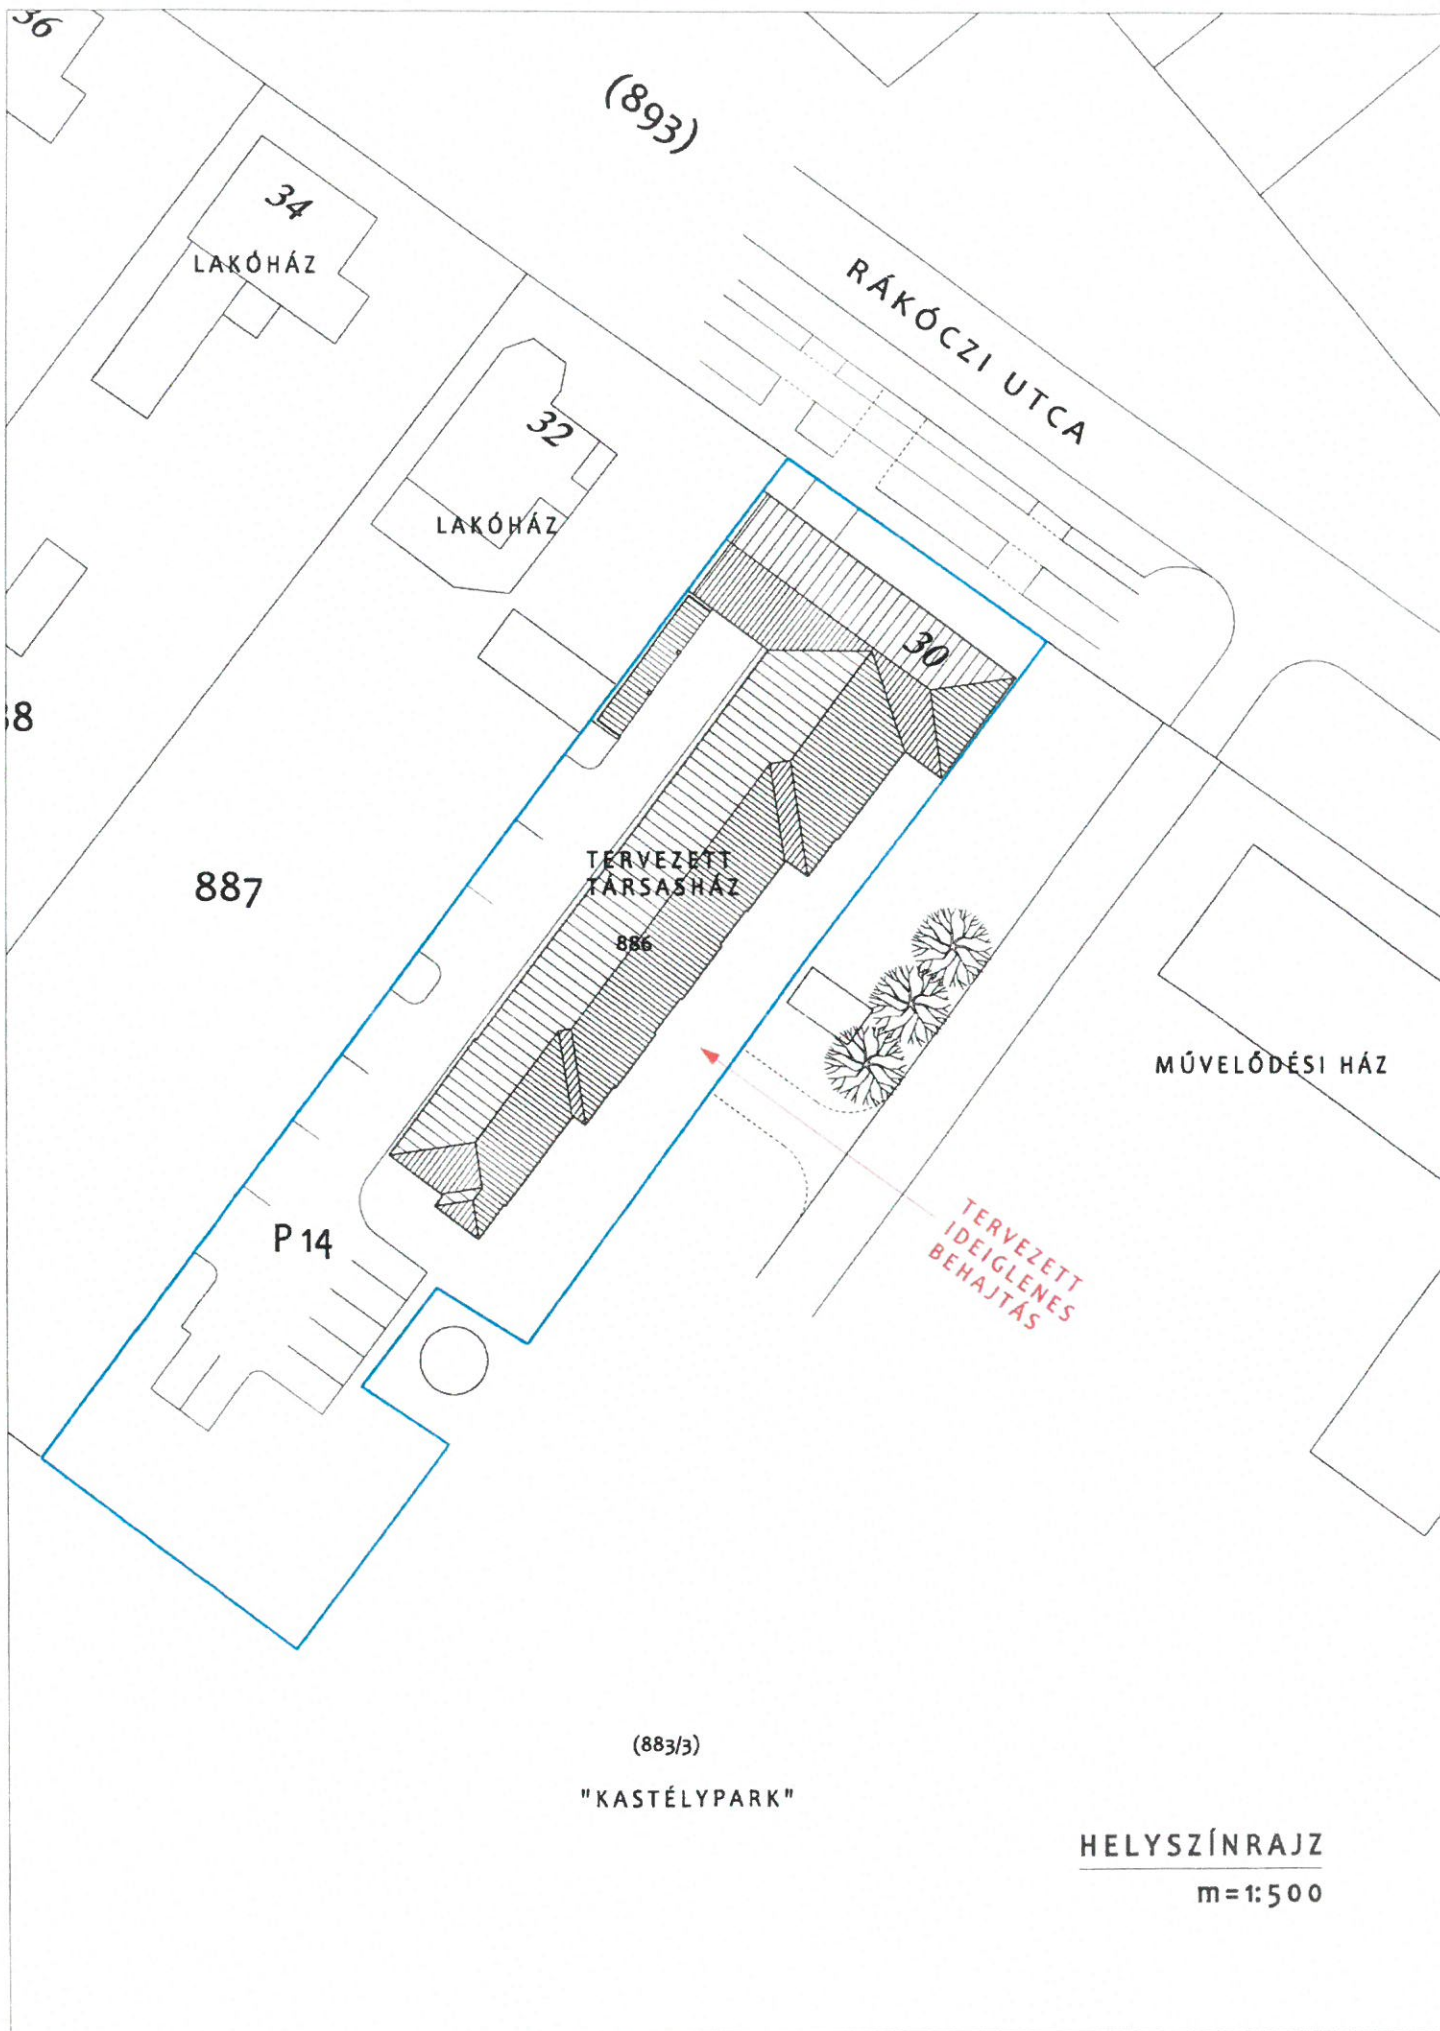 36
(893)
34
LAKÓHÁZ
RÁKÓCZI UTCA
32
LAKÓHÁZ
30
887
TERVEZETT
TÁRSASHÁZ
886
MŰVELŐDÉSI HÁZ
P 14
TERVEZETT
IDEIGLENES
BEHAJTÁS
(883/3)
"KASTÉLYPARK"
HELYSZÍNRAJZ
m=1:500